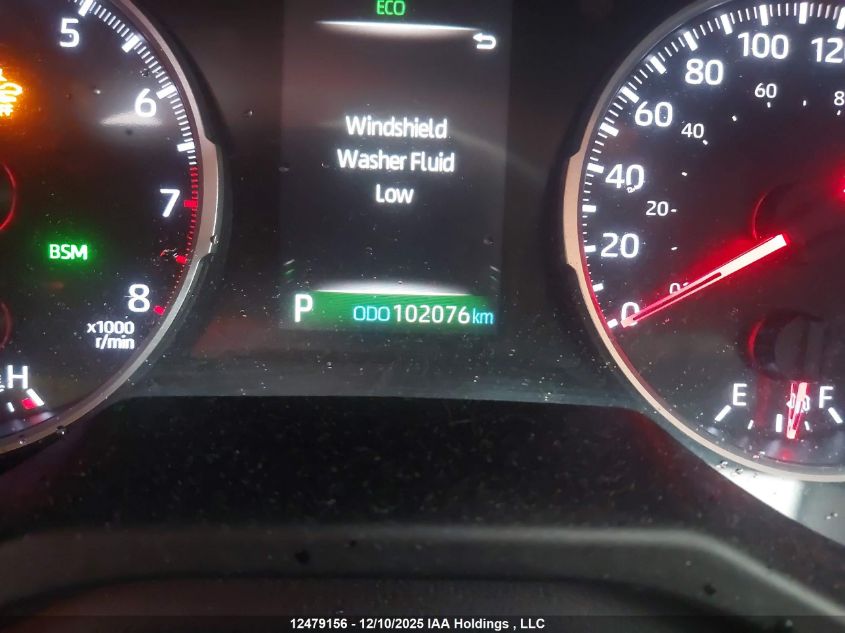 ECO
Windshield
Washer Fluid
Low
P
ODO 102076 km
5
6
7
8
BSM
x1000
r/min
H
0
20
40
60
80
100
120
20
40
60
E
F
12479156 - 12/10/2025 IAA Holdings , LLC